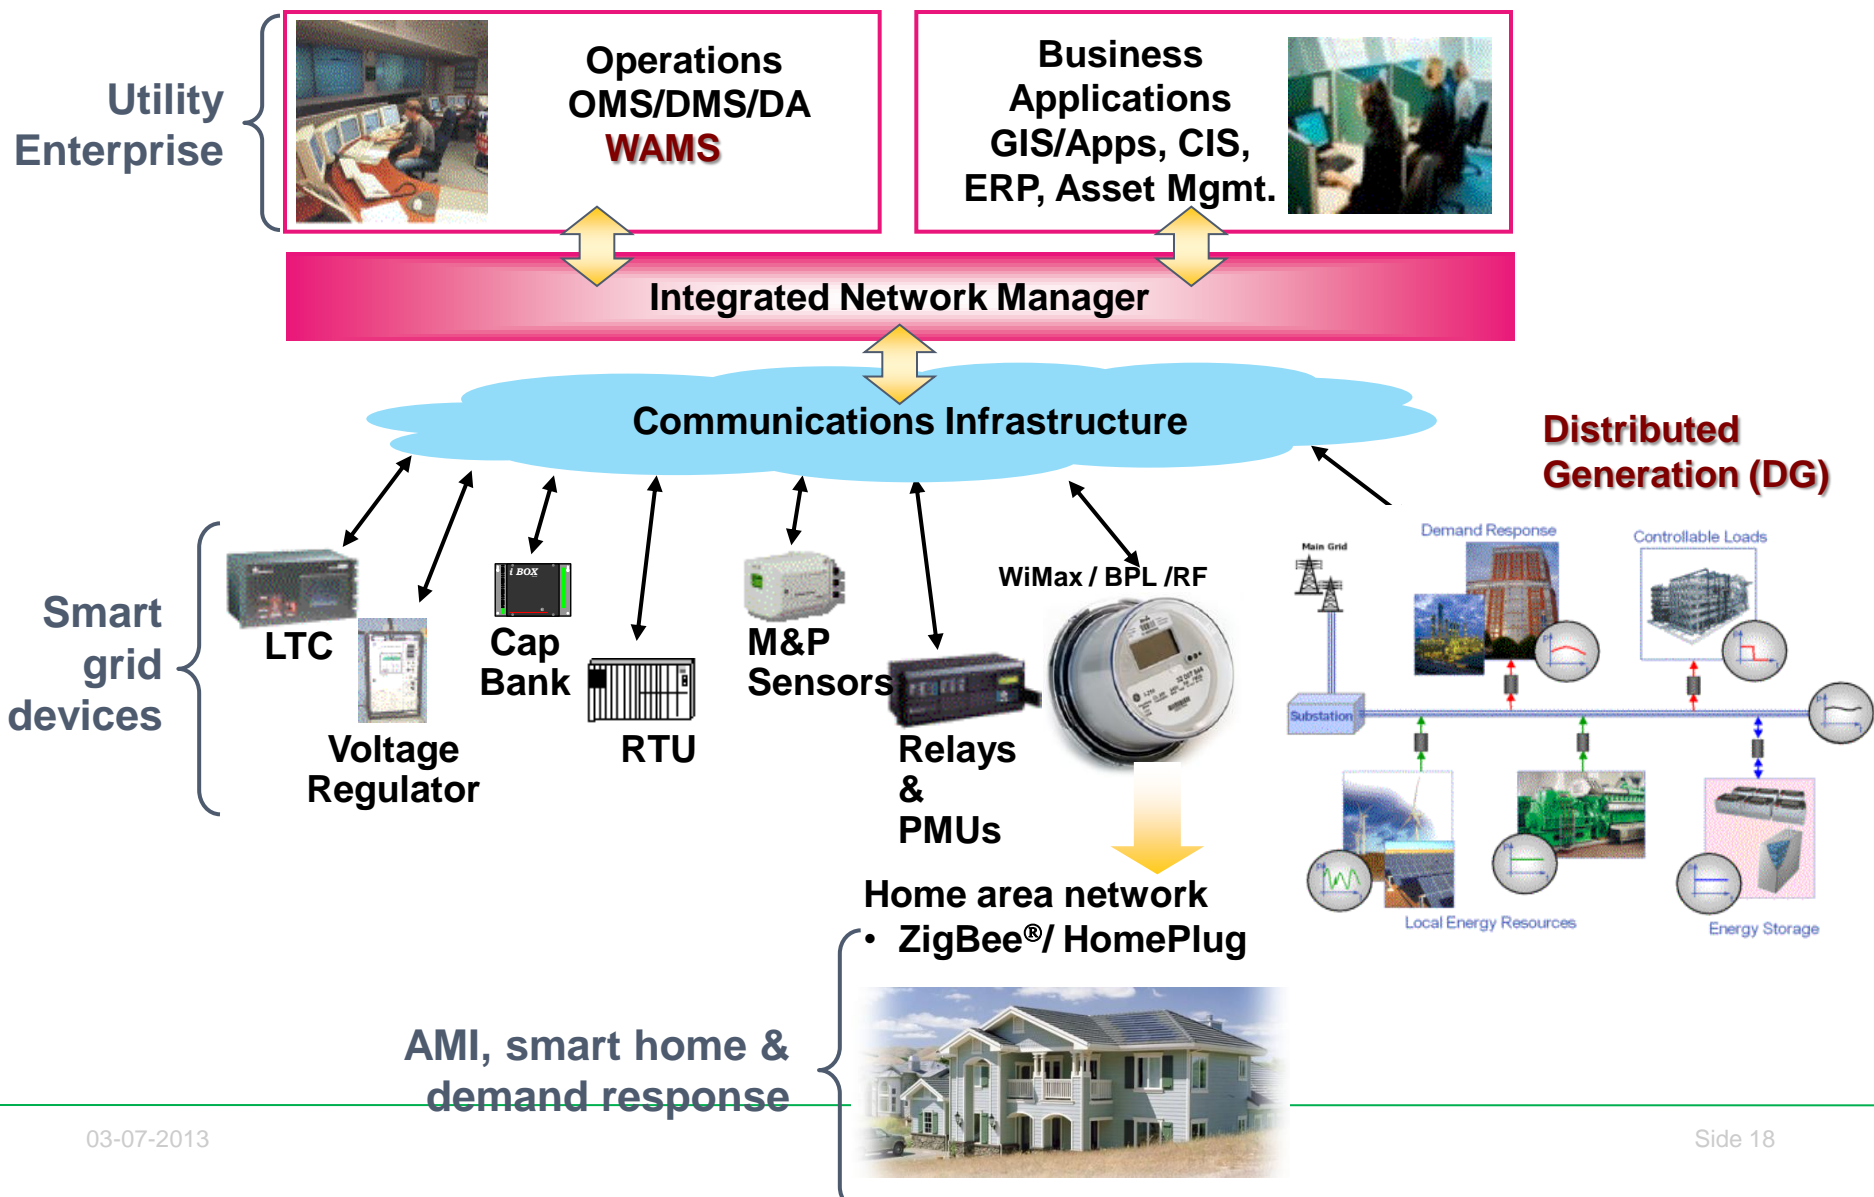 Utility
Enterprise
Operations
OMS/DMS/DA
WAMS
Business
Applications
GIS/Apps, CIS,
ERP, Asset Mgmt.
Integrated Network Manager
Communications Infrastructure
Distributed
Generation (DG)
Smart
grid
devices
LTC
Voltage
Regulator
i BOX
Cap
Bank
RTU
M&P
Sensors
Relays
&
PMUs
WiMax / BPL /RF
Main Grid
Demand Response
Controllable Loads
Substation
Local Energy Resources
Energy Storage
Home area network
• ZigBee®/ HomePlug
AMI, smart home &
demand response
03-07-2013
Side 18